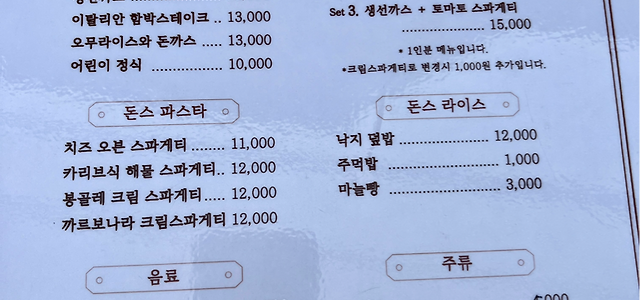 이탈리안 함박스테이크 .. 13,000
오무라이스와 돈까스 ..... 13,000
어린이 정식 .................. 10,000
돈스 파스타
치즈 오븐 스파게티 ........ 11,000
카리브식 해물 스파게티.. 12,000
봉골레 크림 스파게티..... 12,000
까르보나라 크림스파게티 12,000
음료
Set 3. 생선까스 + 토마토 스파게티
...................... 15,000
* 1인분 메뉴입니다.
*크림스파게티로 변경시 1,000원 추가입니다.
돈스 라이스
낙지 덮밥 ........................ 12,000
주먹밥 ............................. 1,000
마늘빵 ............................. 3,000
주류